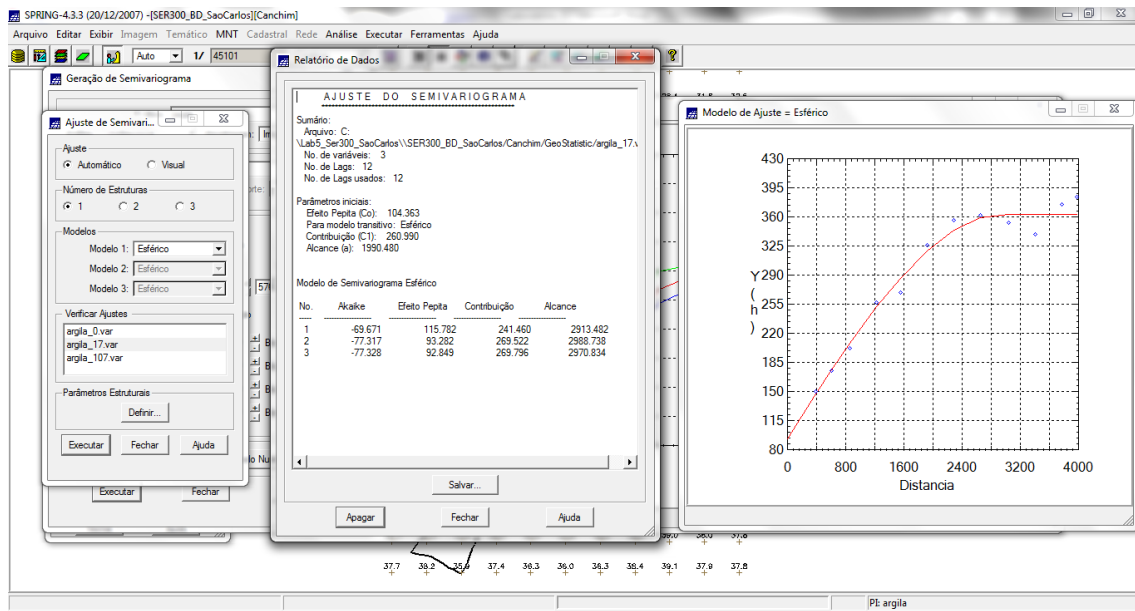 SPRING-4.3.3 (20/12/2007) -[SER300_BD_SaoCarlos][Canchim]
Arquivo Editar Exibir Imagem Temático MNT Cadastral Rede Análise Executar Ferramentas Ajuda
Auto 1/ 45101
Geração de Semivariograma
Ajuste de Semivari...
Ajuste
Automático Visual
Número de Estruturas
1 2 3
Modelos
Modelo 1: Esférico
Modelo 2: Esférico
Modelo 3: Esférico
Verificar Ajustes
argila_0.var
argila_17.var
argila_107.var
Parâmetros Estruturais
Definir...
Executar Fechar Ajuda
Executar Fechar
Relatório de Dados
AJUSTE DO SEMIVARIOGRAMA
Sumário:
Arquivo: C:
\Lab5_Ser300_SaoCarlos\\SER300_BD_SaoCarlos/Canchim/GeoStatistic/argila_17.v
No. de variáveis: 3
No. de Lags: 12
No. de Lags usados: 12
Parâmetros iniciais:
Efeito Pepita (Co): 104.363
Para modelo transitivo: Esférico
Contribuição (C1): 260.990
Alcance (a): 1990.480
Modelo de Semivariograma Esférico
No. Akaike Efeito Pepita Contribuição Alcance
1 -69.671 115.782 241.460 2913.482
2 -77.317 93.282 269.522 2988.738
3 -77.328 92.849 269.796 2970.834
Salvar...
Apagar Fechar Ajuda
Modelo de Ajuste = Esférico
430
395
360
325
290
255
220
185
150
115
80
Y(h)
0 800 1600 2400 3200 4000
Distancia
37.7 38.2 35.9 37.4 36.3 36.0 36.3 38.4 39.1 37.9 37.8
PI: argila